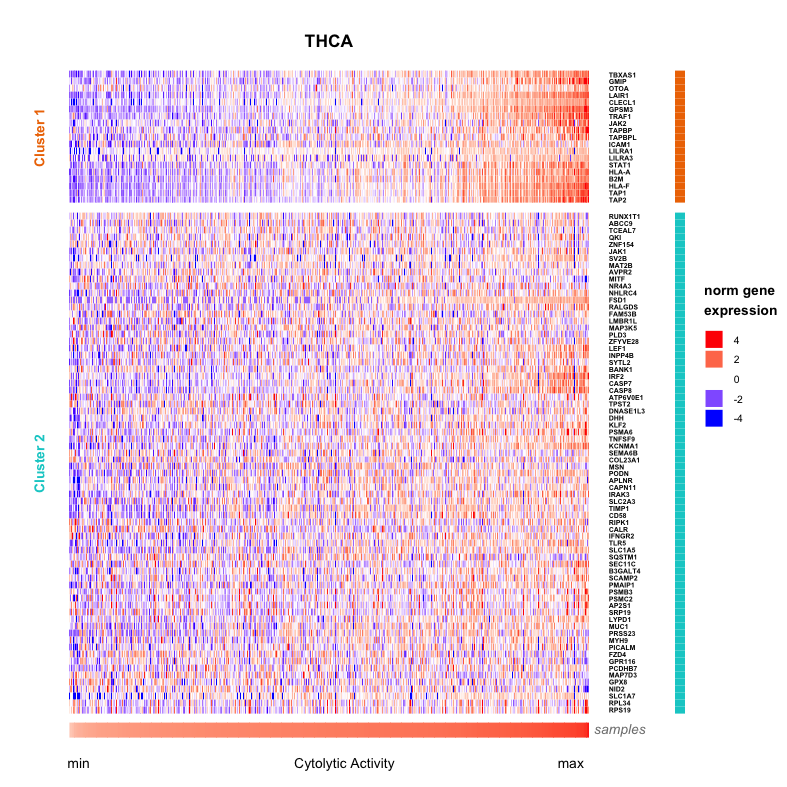 THCA
Cluster 1
TBXAS1
GMIP
OTOA
LAIR1
CLECL1
GPSM3
TRAF1
JAK2
TAPBP
TAPBPL
ICAM1
LILRA1
LILRA3
STAT1
HLA-A
B2M
HLA-F
TAP1
TAP2
Cluster 2
RUNX1T1
ABCC9
TCEAL7
QKI
ZNF154
JAK1
SV2B
MAT2B
AVPR2
MITF
NR4A3
NHLRC4
FSD1
RALGDS
FAM53B
LMBR1L
MAP3K5
PLD3
ZFYVE28
LEF1
INPP4B
SYTL2
BANK1
IRF2
CASP7
CASP8
ATP6V0E1
TPST2
DNASE1L3
DHH
KLF2
PSMA6
TNFSF9
KCNMA1
SEMA6B
COL23A1
MSN
PODN
APLNR
CAPN11
IRAK3
SLC2A3
TIMP1
CD58
RIPK1
CALR
IFNGR2
TLR5
SLC1A5
SQSTM1
SEC11C
B3GALT4
SCAMP2
PMAIP1
PSMB3
PSMC2
AP2S1
SRP19
LYPD1
MUC1
PRSS23
MYH9
PICALM
FZD4
GPR116
PCDHB7
MAP7D3
GPX8
NID2
SLC1A7
RPL34
RPS19
norm gene
expression
4
2
0
-2
-4
samples
min Cytolytic Activity max